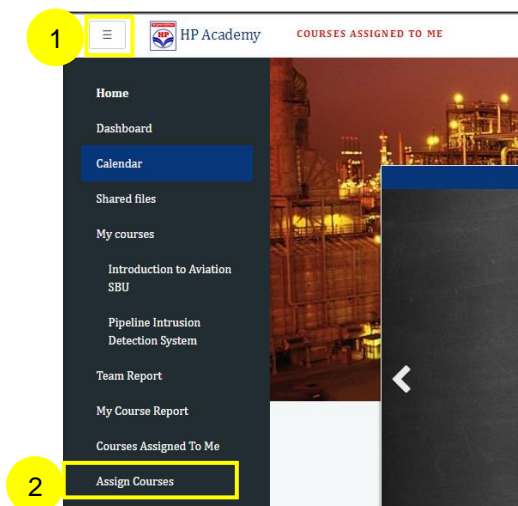 1
☰
HP
HP Academy
COURSES ASSIGNED TO ME
Home
Dashboard
Calendar
Shared files
My courses
Introduction to Aviation
SBU
Pipeline Intrusion
Detection System
Team Report
My Course Report
Courses Assigned To Me
2
Assign Courses